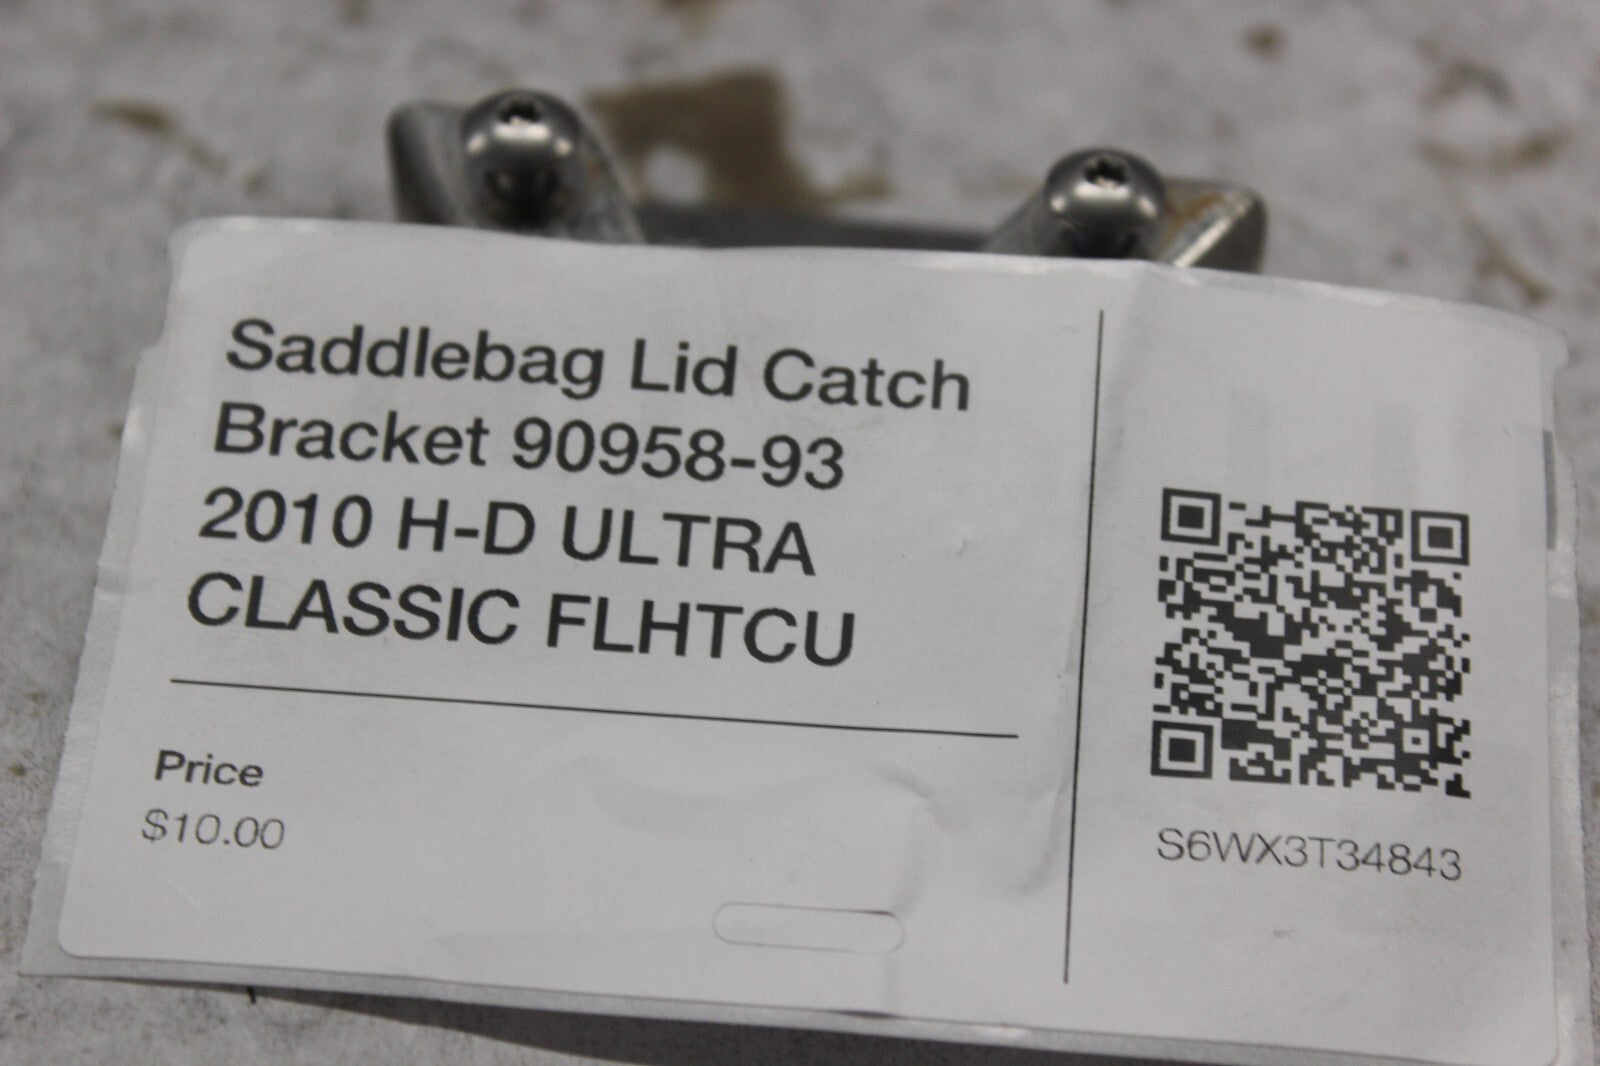 Saddlebag Lid Catch
Bracket 90958-93
2010 H-D ULTRA
CLASSIC FLHTCU
Price
$10.00
S6WX3T34843